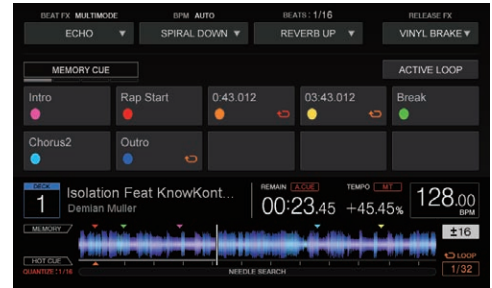 BEAT FX MULTIMODE BPM AUTO BEATS: 1/16 RELEASE FX
ECHO SPIRAL DOWN REVERB UP VINYL BRAKE
MEMORY CUE ACTIVE LOOP
Intro Rap Start 0:43.012 03:43.012 Break
Chorus2 Outro
DECK REMAIN A.CUE TEMPO MT
1 Isolation Feat KnowKont... 00:23.45 +45.45% 128.00 BPM
Demian Muller
MEMORY ±16
HOT CUE LOOP
QUANTIZE : 1/16 NEEDLE SEARCH 1/32